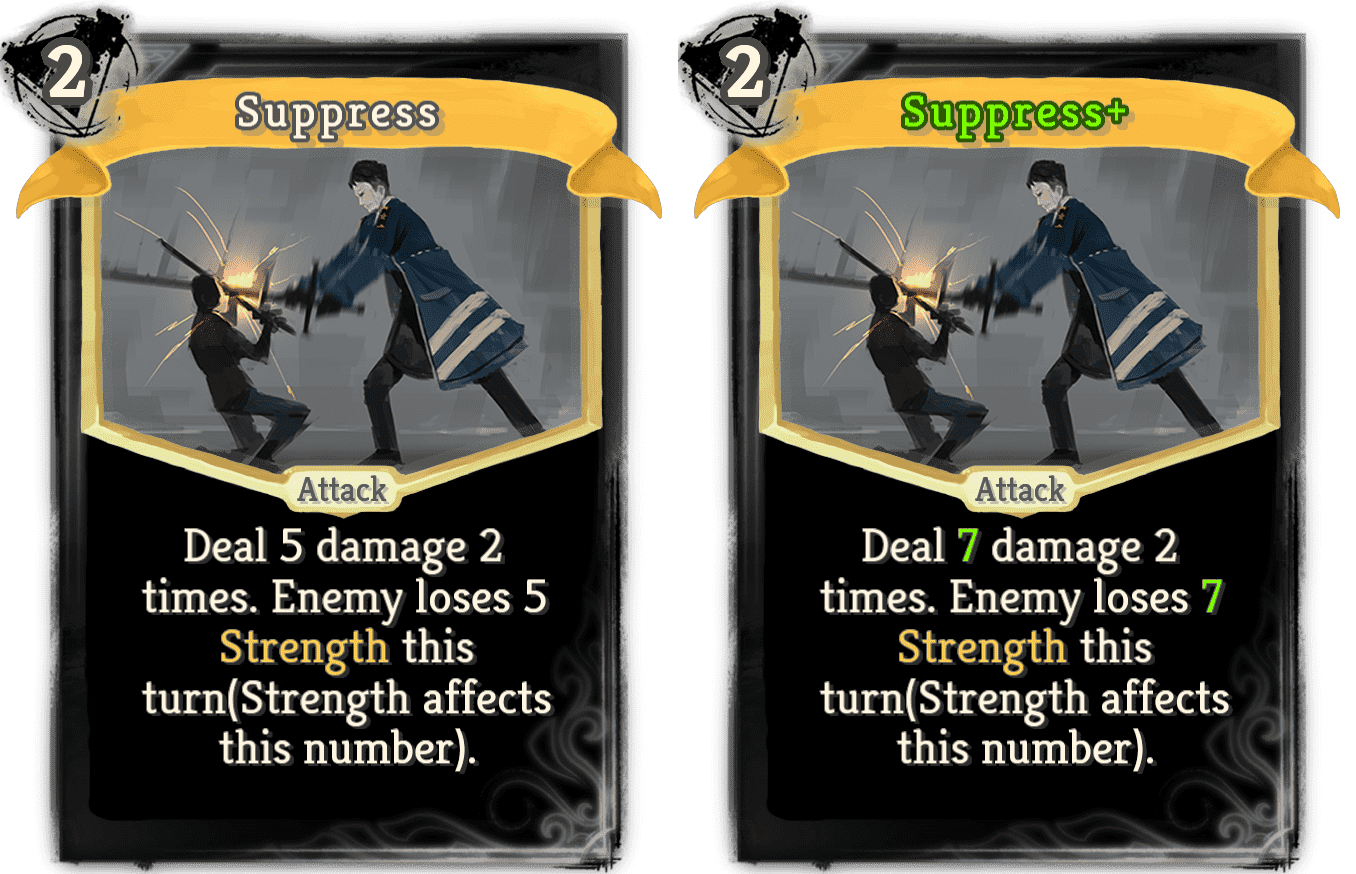 2
Suppress
Attack
Deal 5 damage 2
times. Enemy loses 5
Strength this
turn(Strength affects
this number).
2
Suppress+
Attack
Deal 7 damage 2
times. Enemy loses 7
Strength this
turn(Strength affects
this number).